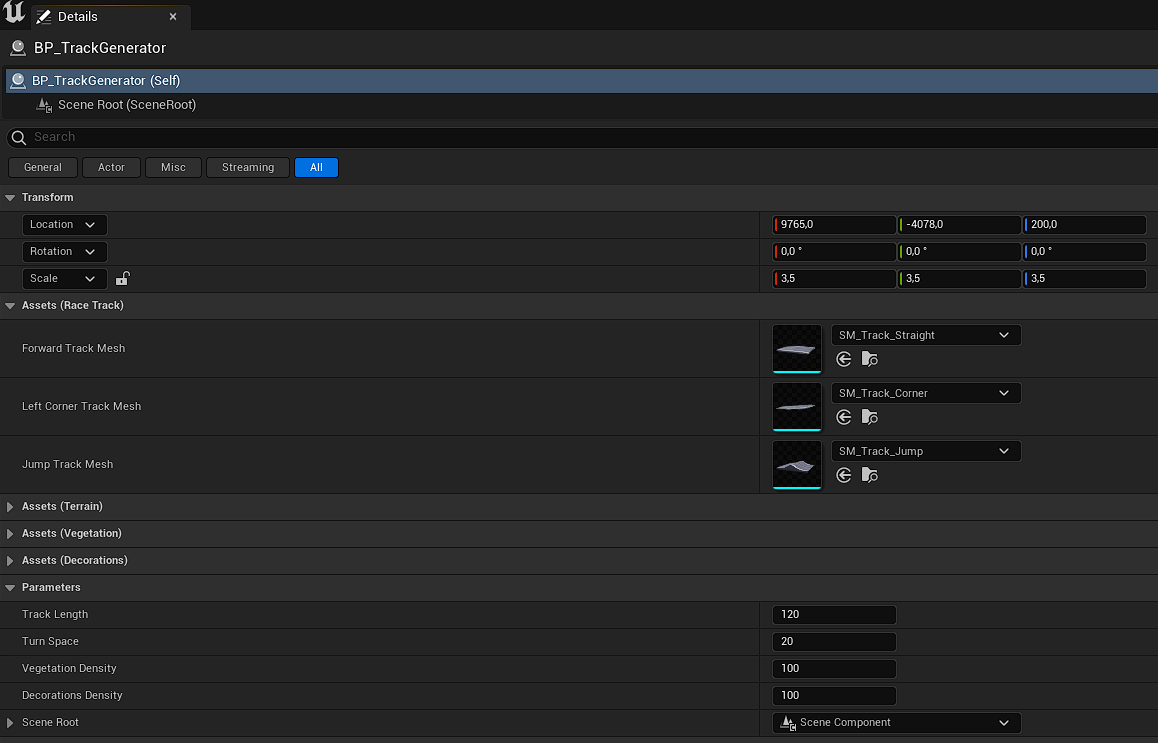 Details
BP_TrackGenerator
BP_TrackGenerator (Self)
Scene Root (SceneRoot)
Search
General Actor Misc Streaming All
Transform
Location 9765,0 -4078,0 200,0
Rotation 0,0 ° 0,0 ° 0,0 °
Scale 3,5 3,5 3,5
Assets (Race Track)
Forward Track Mesh SM_Track_Straight
Left Corner Track Mesh SM_Track_Corner
Jump Track Mesh SM_Track_Jump
Assets (Terrain)
Assets (Vegetation)
Assets (Decorations)
Parameters
Track Length 120
Turn Space 20
Vegetation Density 100
Decorations Density 100
Scene Root Scene Component